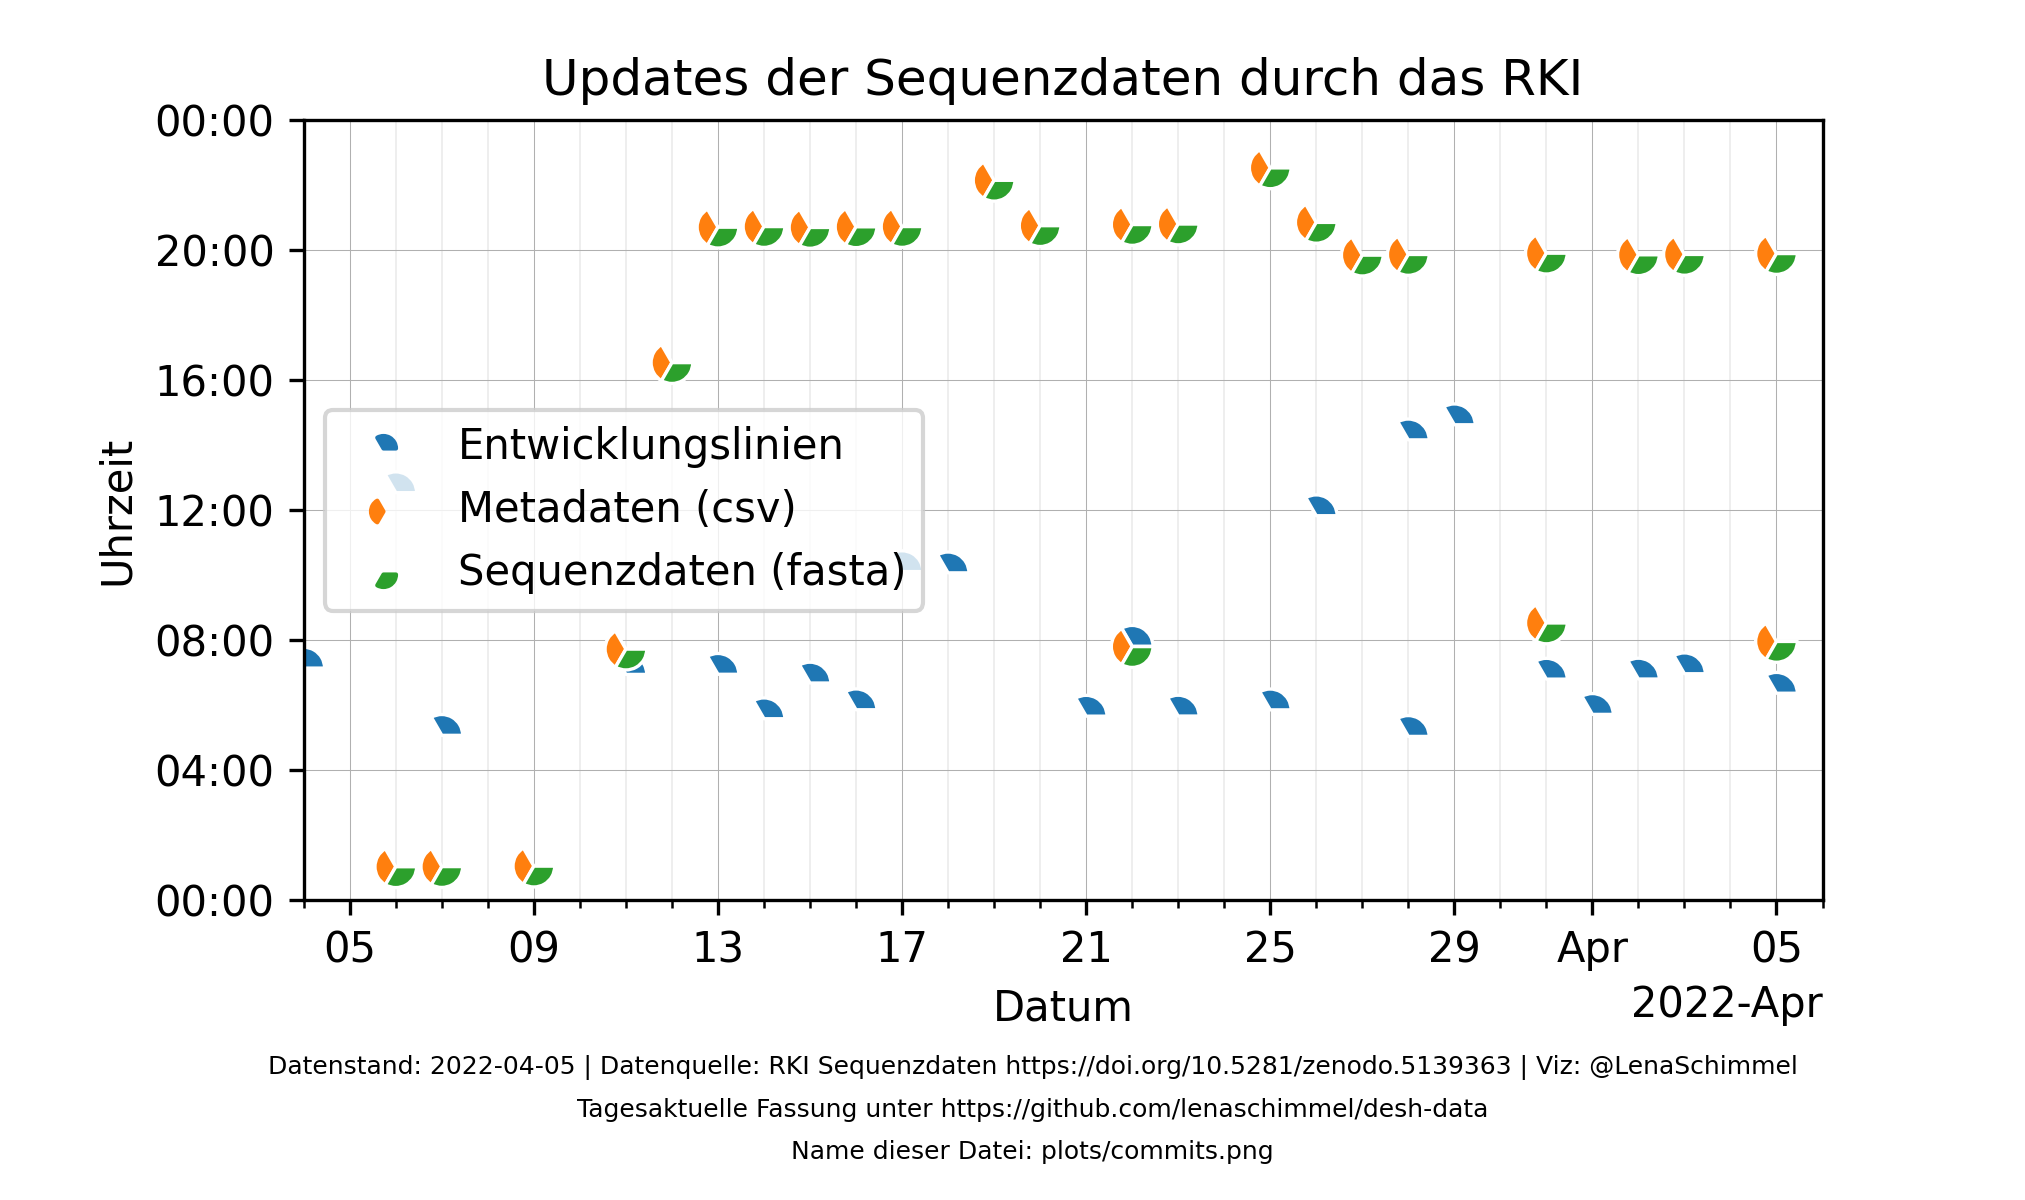 Updates der Sequenzdaten durch das RKI
00:00
20:00
16:00
12:00
08:00
04:00
00:00
Uhrzeit
Entwicklungslinien
Metadaten (csv)
Sequenzdaten (fasta)
05 09 13 17 21 25 29 Apr 05
Datum
2022-Apr
Datenstand: 2022-04-05 | Datenquelle: RKI Sequenzdaten https://doi.org/10.5281/zenodo.5139363 | Viz: @LenaSchimmel
Tagesaktuelle Fassung unter https://github.com/lenaschimmel/desh-data
Name dieser Datei: plots/commits.png